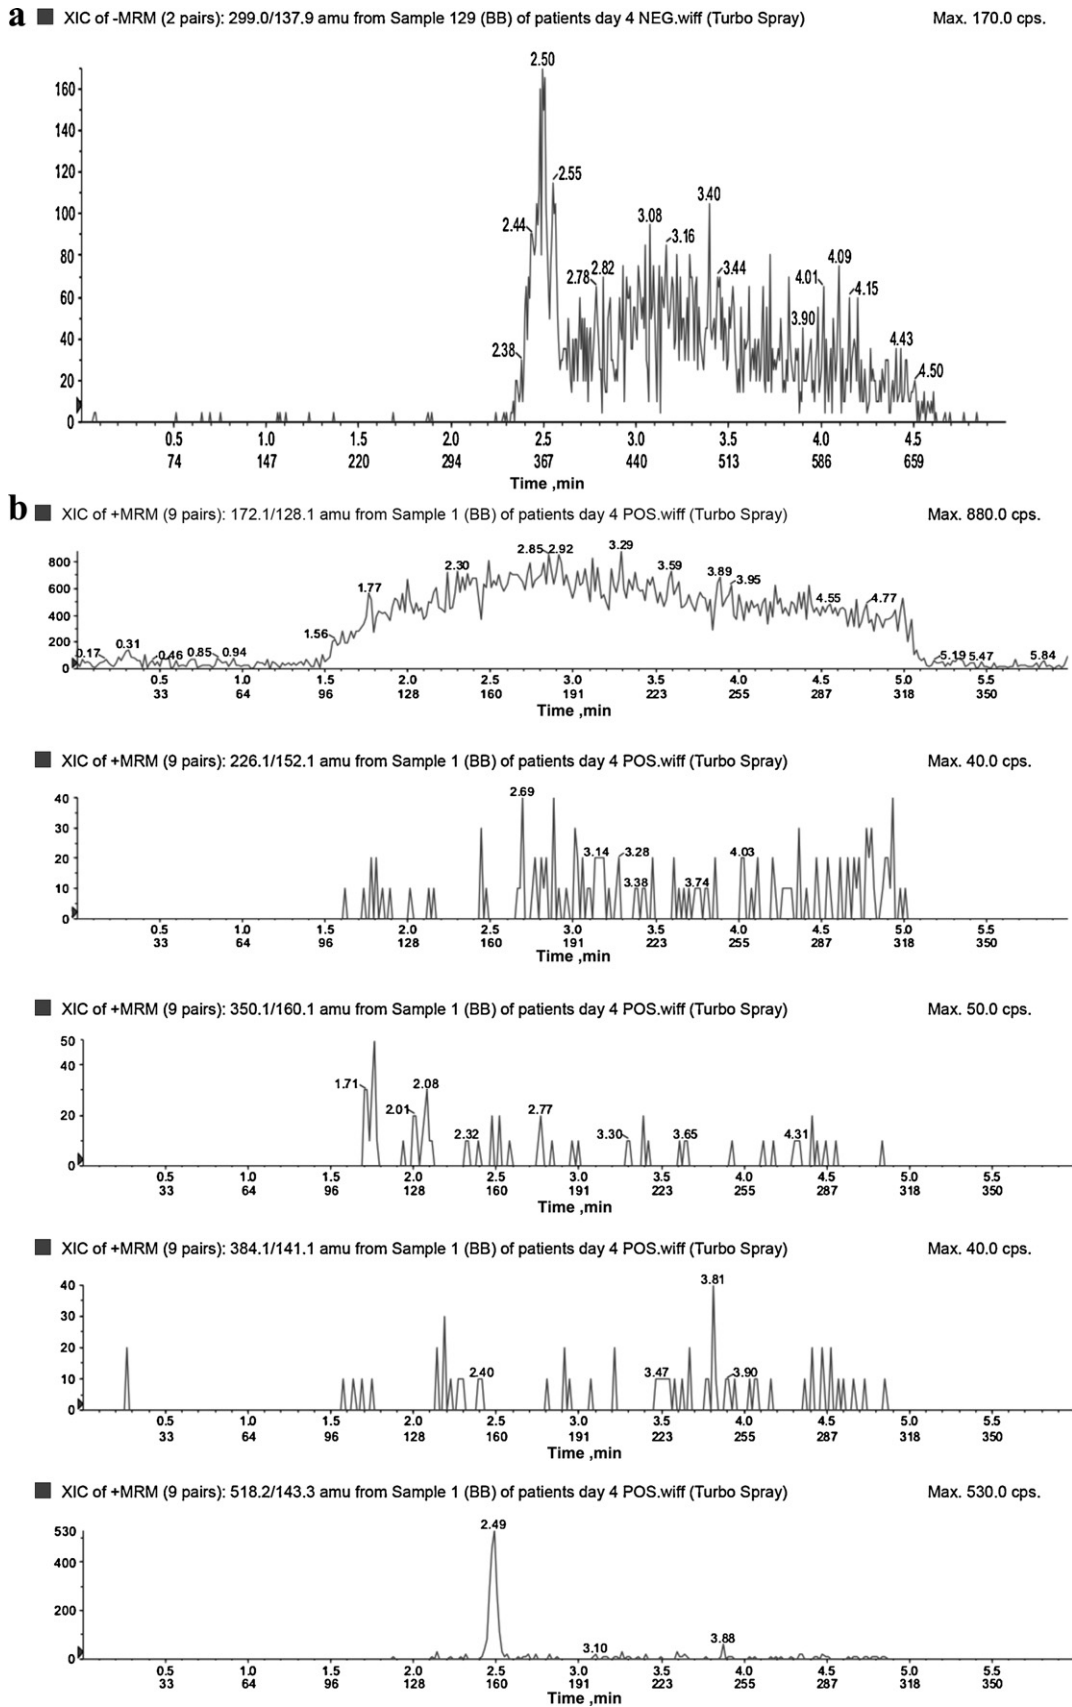 a XIC of -MRM (2 pairs): 299.0/137.9 amu from Sample 129 (BB) of patients day 4 NEG.wiff (Turbo Spray) Max. 170.0 cps.
2.50
160
140
2.55
120
3.40
100
2.44 3.08
3.16
80
4.09
2.78 2.82 3.44 4.01
4.15
60
3.90
40
2.38 4.43
4.50
20
0
0.5 1.0 1.5 2.0 2.5 3.0 3.5 4.0 4.5
74 147 220 294 367 440 513 586 659
Time ,min
b XIC of +MRM (9 pairs): 172.1/128.1 amu from Sample 1 (BB) of patients day 4 POS.wiff (Turbo Spray) Max. 880.0 cps.
2.85 2.92 3.29
800
2.30 3.59 3.89
3.95
1.77
600
4.55 4.77
400
1.56
200
0.17 0.31 0.46 0.85 0.94 5.19 5.47 5.84
0
0.5 1.0 1.5 2.0 2.5 3.0 3.5 4.0 4.5 5.0 5.5
33 64 96 128 160 191 223 255 287 318 350
Time ,min
XIC of +MRM (9 pairs): 226.1/152.1 amu from Sample 1 (BB) of patients day 4 POS.wiff (Turbo Spray) Max. 40.0 cps.
2.69
40
30
3.14 3.28 4.03
20
3.38 3.74
10
0
0.5 1.0 1.5 2.0 2.5 3.0 3.5 4.0 4.5 5.0 5.5
33 64 96 128 160 191 223 255 287 318 350
Time ,min
XIC of +MRM (9 pairs): 350.1/160.1 amu from Sample 1 (BB) of patients day 4 POS.wiff (Turbo Spray) Max. 50.0 cps.
50
40
1.71 2.08
2.01 2.77
20
2.32 3.30 3.65 4.31
0
0.5 1.0 1.5 2.0 2.5 3.0 3.5 4.0 4.5 5.0 5.5
33 64 96 128 160 191 223 255 287 318 350
Time ,min
XIC of +MRM (9 pairs): 384.1/141.1 amu from Sample 1 (BB) of patients day 4 POS.wiff (Turbo Spray) Max. 40.0 cps.
3.81
40
30
20
2.40 3.47 3.90
10
0
0.5 1.0 1.5 2.0 2.5 3.0 3.5 4.0 4.5 5.0 5.5
33 64 96 128 160 191 223 255 287 318 350
Time ,min
XIC of +MRM (9 pairs): 518.2/143.3 amu from Sample 1 (BB) of patients day 4 POS.wiff (Turbo Spray) Max. 530.0 cps.
2.49
530
400
200
3.10 3.88
0
0.5 1.0 1.5 2.0 2.5 3.0 3.5 4.0 4.5 5.0 5.5
33 64 96 128 160 191 223 255 287 318 350
Time ,min